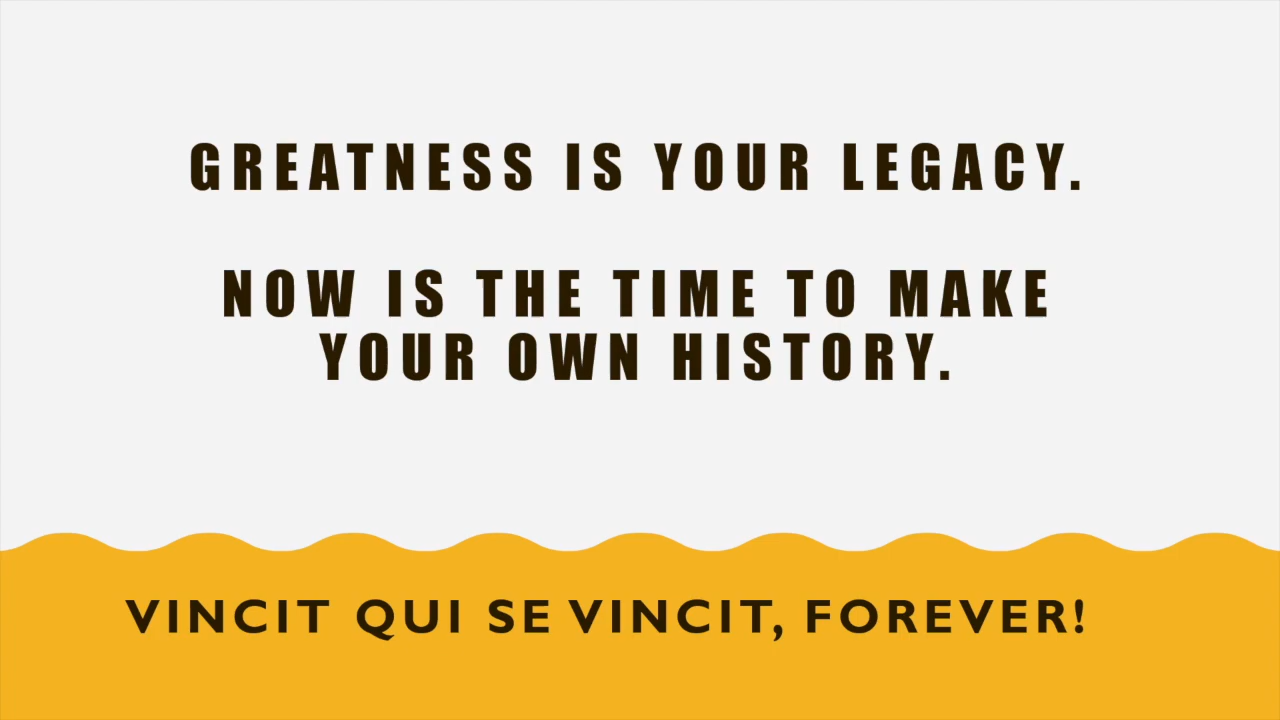 GREATNESS IS YOUR LEGACY.
NOW IS THE TIME TO MAKE
YOUR OWN HISTORY.
VINCIT QUI SE VINCIT, FOREVER!